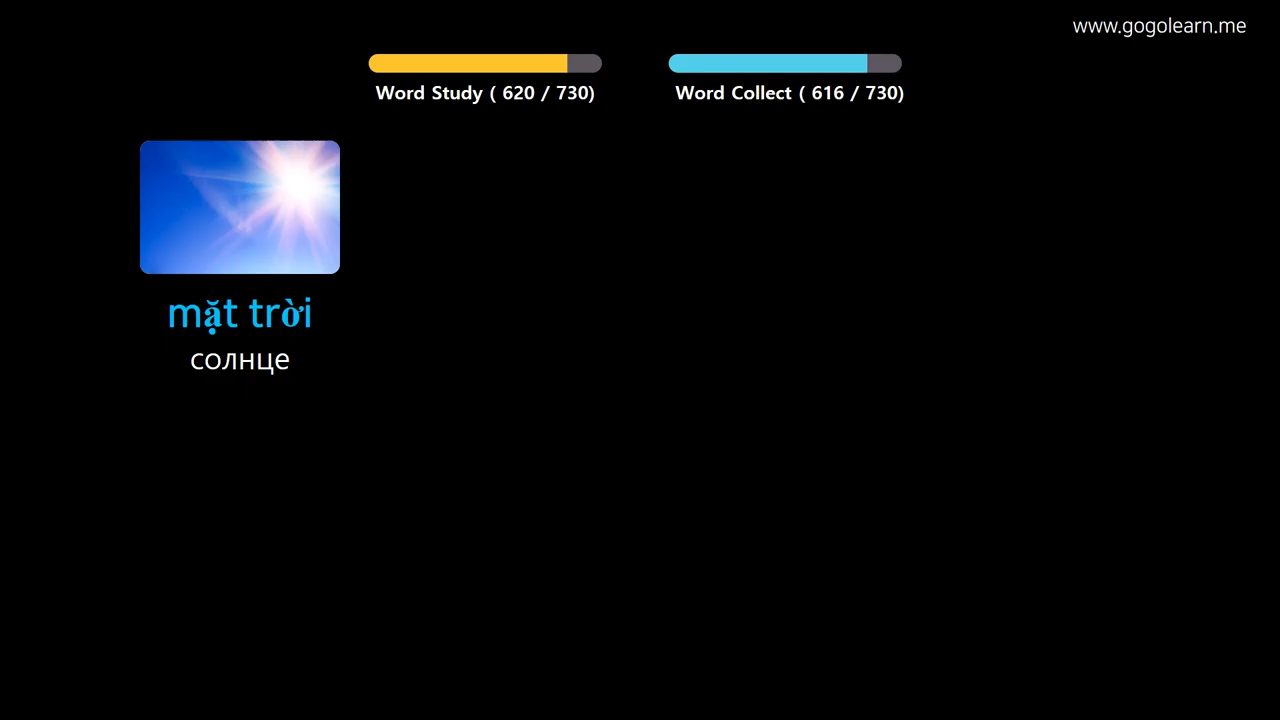 www.gogolearn.me
Word Study ( 620 / 730)
Word Collect ( 616 / 730)
mặt trời
солнце